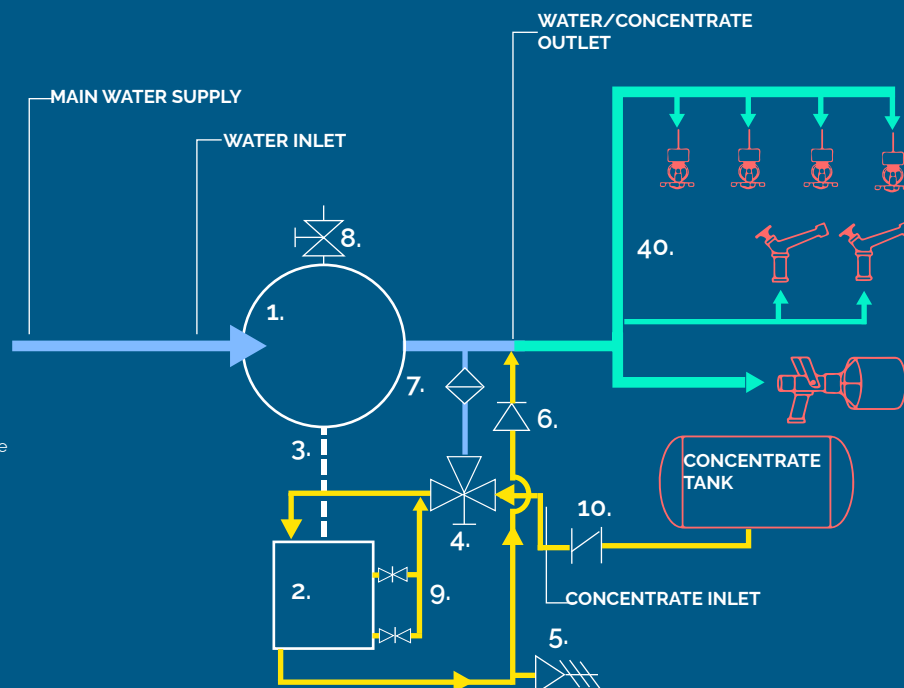 WATER/CONCENTRATE
OUTLET
MAIN WATER SUPPLY
WATER INLET
8.
40.
1.
7.
6.
e
3.
CONCENTRATE
TANK
10.
4.
2.
9.
CONCENTRATE INLET
5.